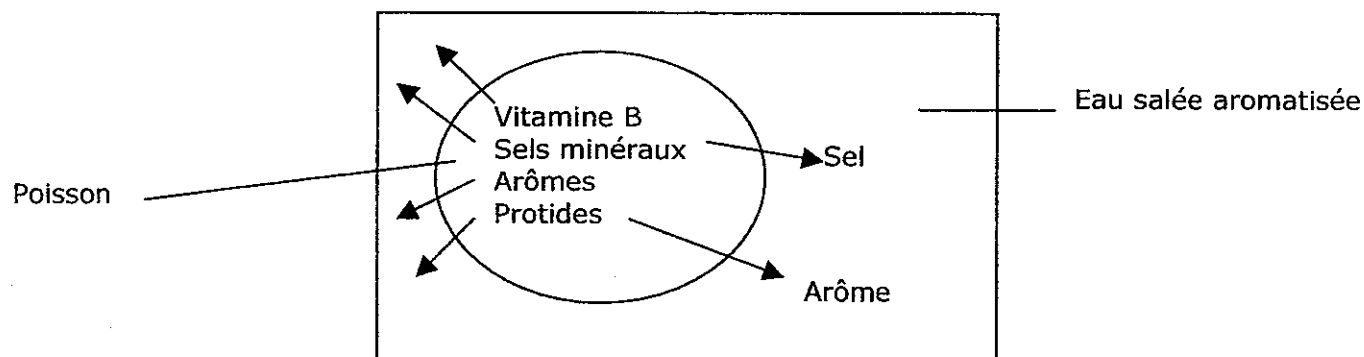 Eau salée aromatisée
Vitamine B
Sels minéraux
Sel
Poisson
Arômes
Protides
Arôme